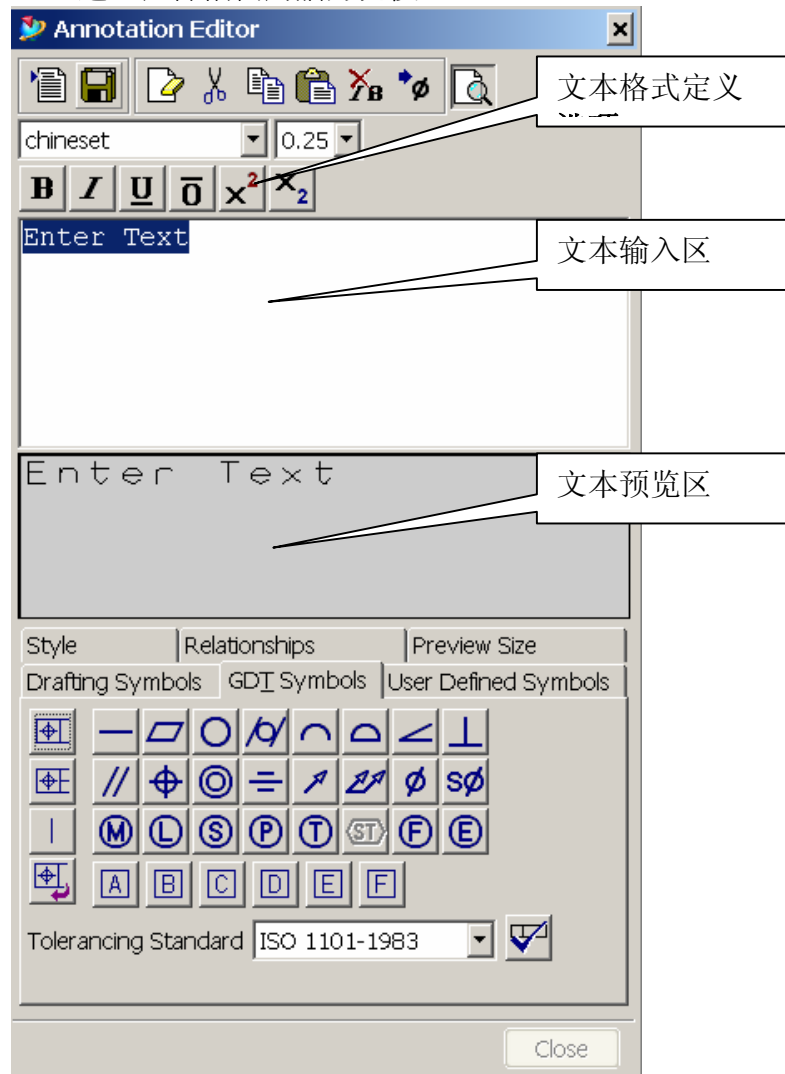 Annotation Editor
文本格式定义
chineset 0.25
B I U O x² x₂
Enter Text
文本输入区
Enter Text
文本预览区
Style Relationships Preview Size
Drafting Symbols GDT Symbols User Defined Symbols
SØ
M L S P T ST F E
A B C D E F
Tolerancing Standard ISO 1101-1983
Close